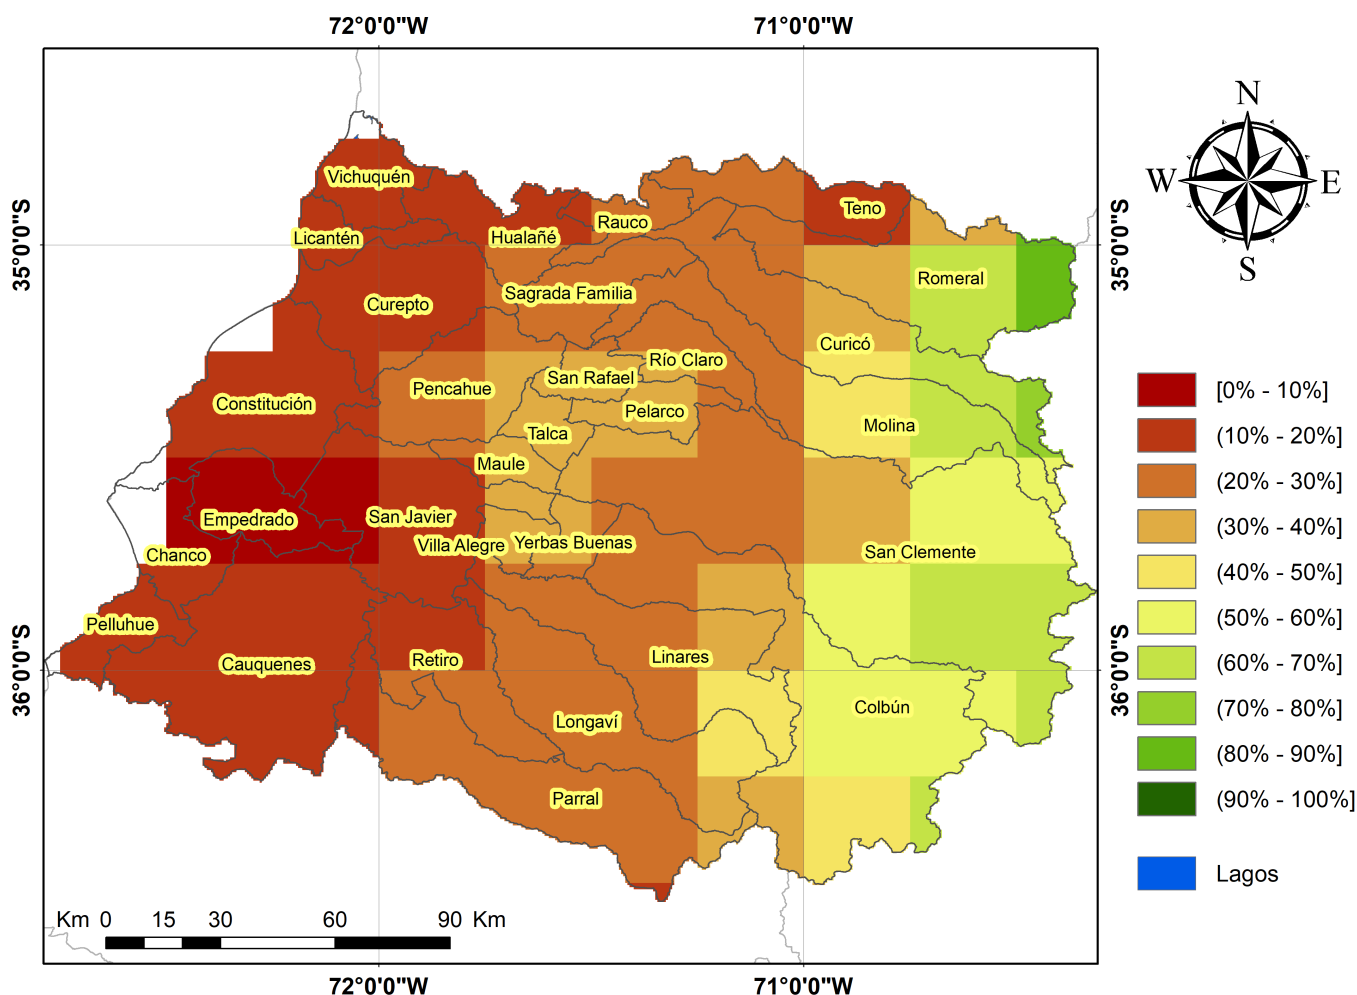 72°0'0"W
71°0'0"W
N
W
E
S
35°0'0"S
35°0'0"S
36°0'0"S
36°0'0"S
Vichuquén
Teno
Rauco
Licantén
Hualañé
Romeral
Sagrada Familia
Curepto
Curicó
Río Claro
San Rafael
Pencahue
Constitución
Pelarco
Molina
Talca
Maule
San Javier
Empedrado
Villa Alegre
Yerbas Buenas
San Clemente
Chanco
Pelluhue
Linares
Retiro
Cauquenes
Colbún
Longaví
Parral
[0% - 10%]
(10% - 20%]
(20% - 30%]
(30% - 40%]
(40% - 50%]
(50% - 60%]
(60% - 70%]
(70% - 80%]
(80% - 90%]
(90% - 100%]
Lagos
Km 0 15 30 60 90 Km
72°0'0"W
71°0'0"W